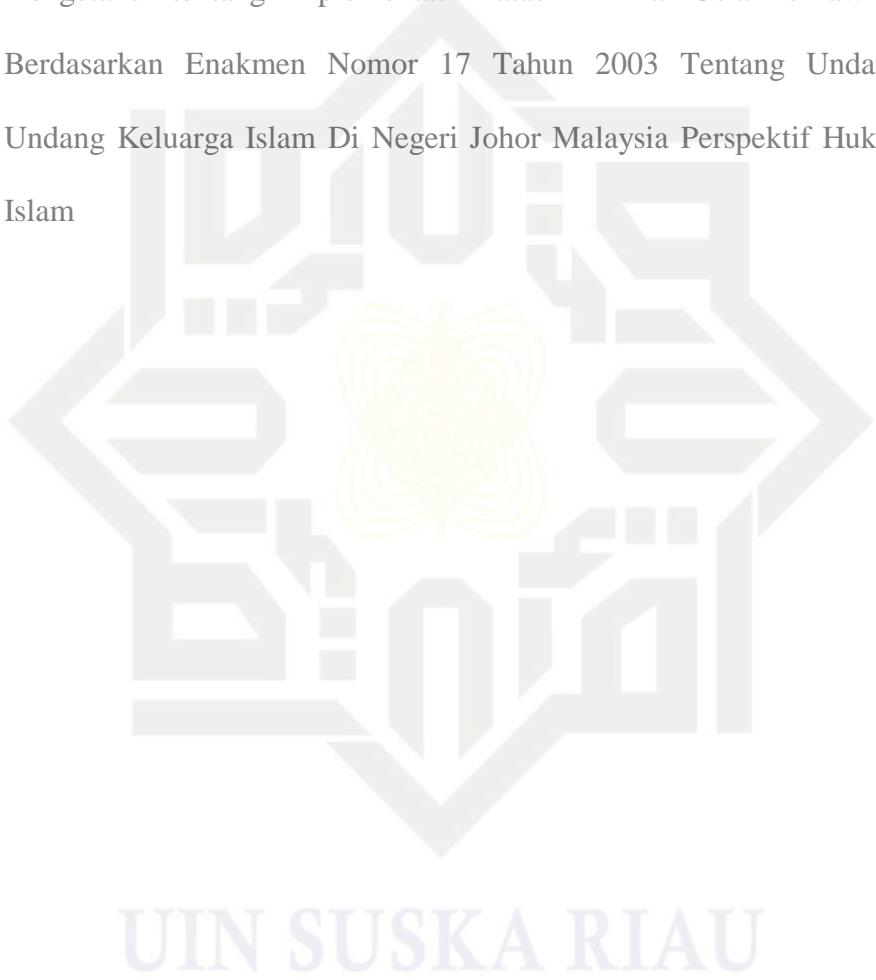 Berdasarkan Enakmen Nomor 17 Tahun 2003 Tentang Unda
Undang Keluarga Islam Di Negeri Johor Malaysia Perspektif Huk
Islam
UIN SUSKA RIAU